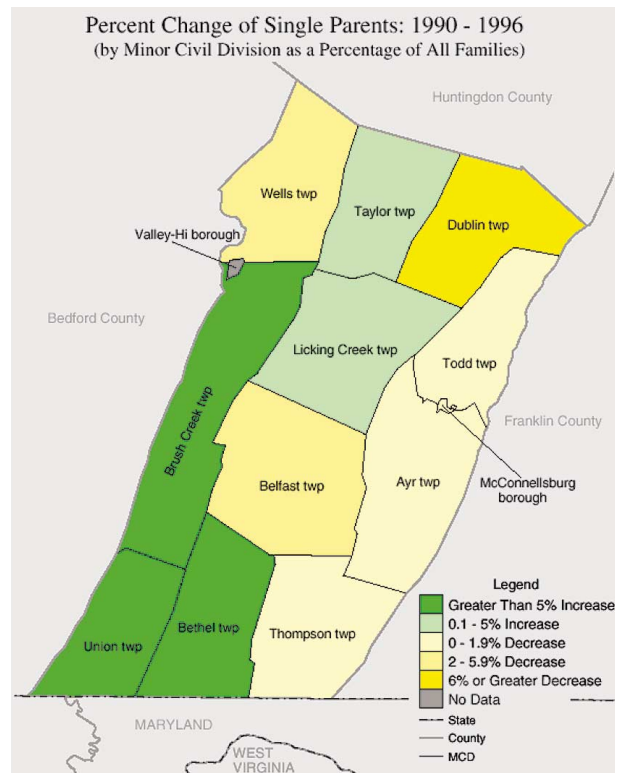 Percent Change of Single Parents: 1990 - 1996
(by Minor Civil Division as a Percentage of All Families)
Huntingdon County
Wells twp
Taylor twp
Dublin twp
Valley-Hi borough
Bedford County
Licking Creek twp
Todd twp
Brush Creek twp
Franklin County
Belfast twp
Ayr twp
McConnellsburg
borough
Union twp
Bethel twp
Thompson twp
Legend
Greater Than 5% Increase
0.1 - 5% Increase
0 - 1.9% Decrease
2 - 5.9% Decrease
6% or Greater Decrease
No Data
State
County
MCD
MARYLAND
WEST
VIRGINIA